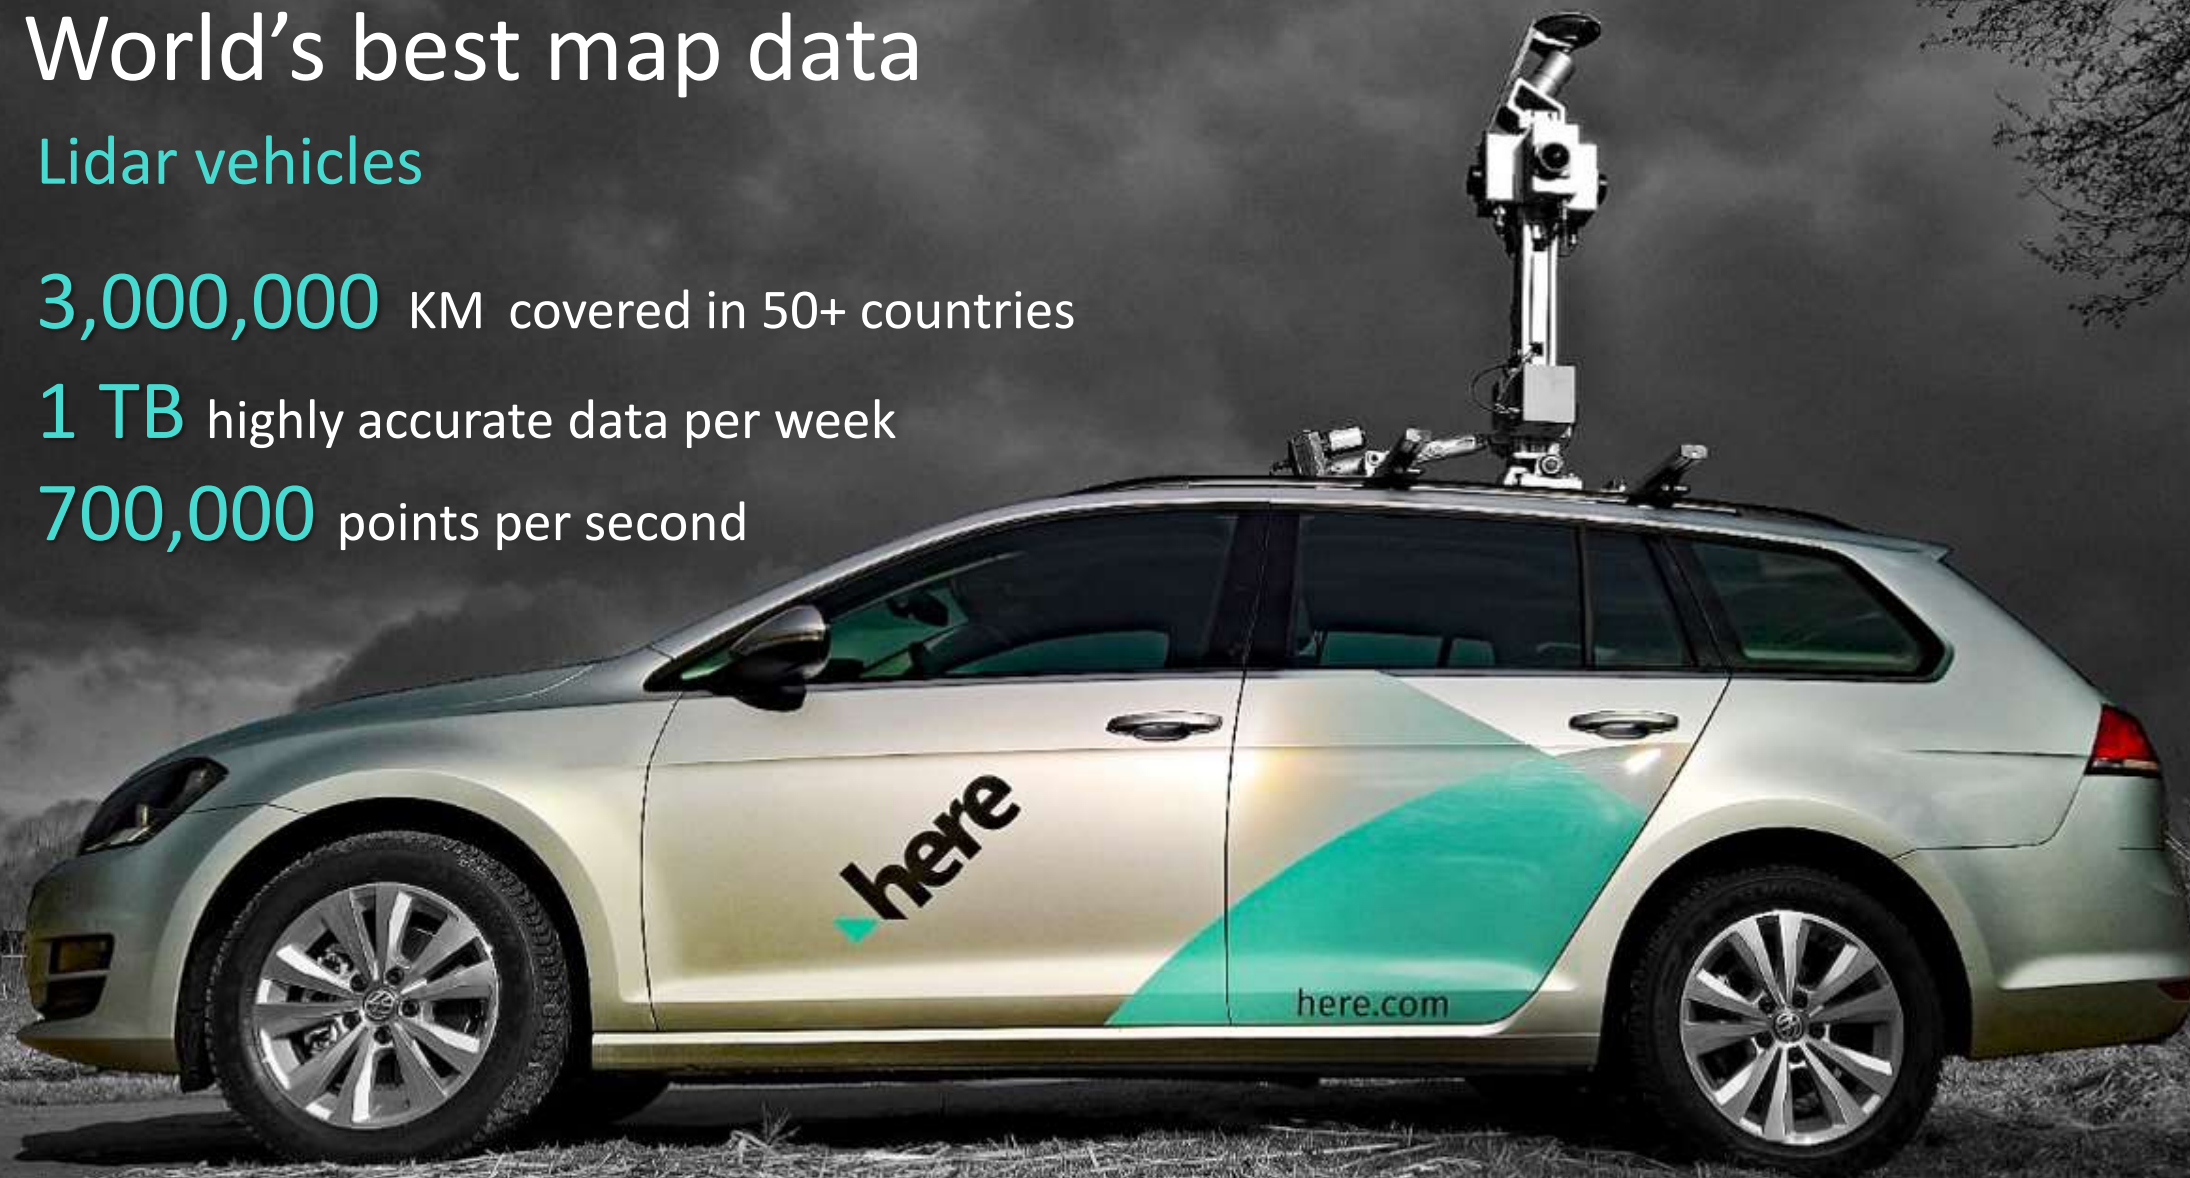 World’s best map data
Lidar vehicles
3,000,000 KM covered in 50+ countries
1 TB highly accurate data per week
700,000 points per second
here
here.com